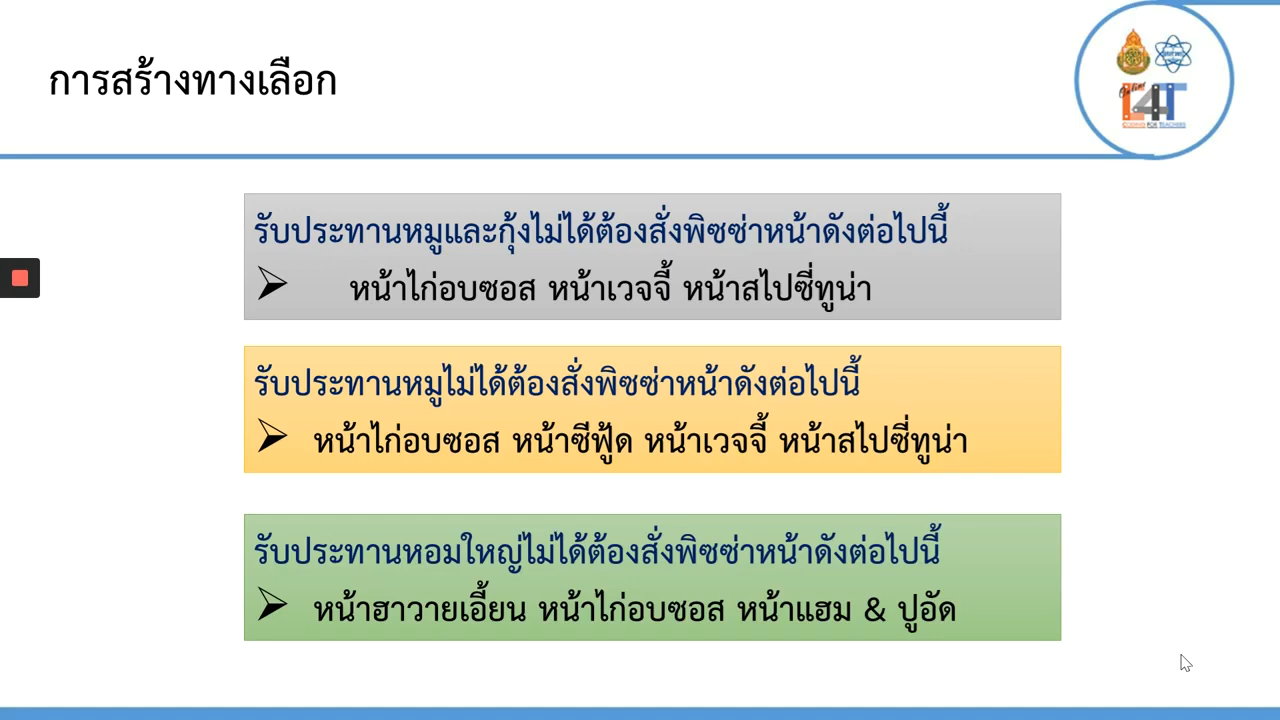 การสร้างทางเลือก
Online
C4T
CODING FOR TEACHERS
รับประทานหมูและกุ้งไม่ได้ต้องสั่งพิซซ่าหน้าดังต่อไปนี้
➢ หน้าไก่อบซอส หน้าเวจจี้ หน้าสไปซี่ทูน่า
รับประทานหมูไม่ได้ต้องสั่งพิซซ่าหน้าดังต่อไปนี้
➢ หน้าไก่อบซอส หน้าซีฟู้ด หน้าเวจจี้ หน้าสไปซี่ทูน่า
รับประทานหอมใหญ่ไม่ได้ต้องสั่งพิซซ่าหน้าดังต่อไปนี้
➢ หน้าฮาวายเอี้ยน หน้าไก่อบซอส หน้าแฮม & ปูอัด